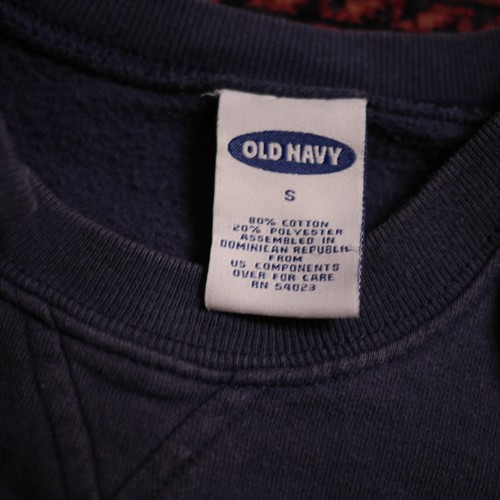 OLD NAVY
S
80% COTTON
20% POLYESTER
ASSEMBLED IN
DOMINICAN REPUBLIC
FROM
US COMPONENTS
OVER FOR CARE
RN 54023